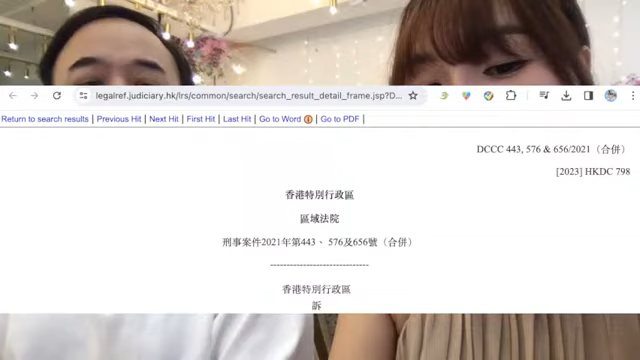 legalref.judiciary.hk/lrs/common/search/search_result_detail_frame.jsp?D...
Return to search results | Previous Hit | Next Hit | First Hit | Last Hit | Go to Word | Go to PDF |
DCCC 443, 576 & 656/2021（合併）
[2023] HKDC 798
香港特別行政區
區域法院
刑事案件2021年第443、 576及656號（合併）
------------------------------
香港特別行政區
訴